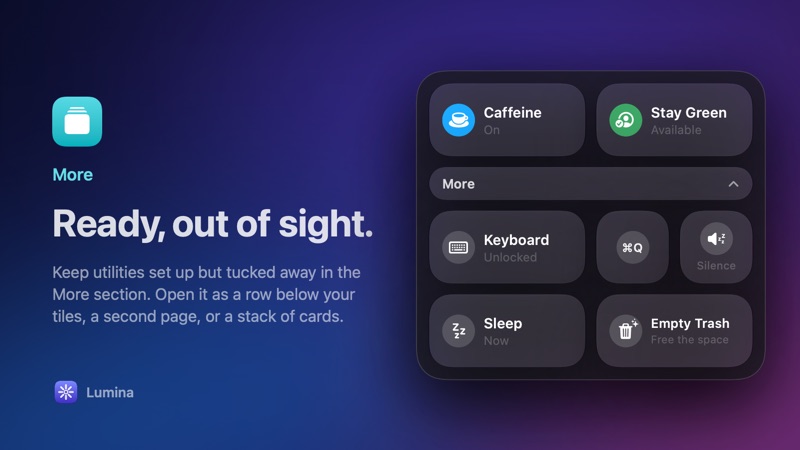 More
Ready, out of sight.
Keep utilities set up but tucked away in the
More section. Open it as a row below your
tiles, a second page, or a stack of cards.
Lumina
Caffeine
On
Stay Green
Available
More
Keyboard
Unlocked
⌘Q
Silence
Sleep
Now
Empty Trash
Free the space